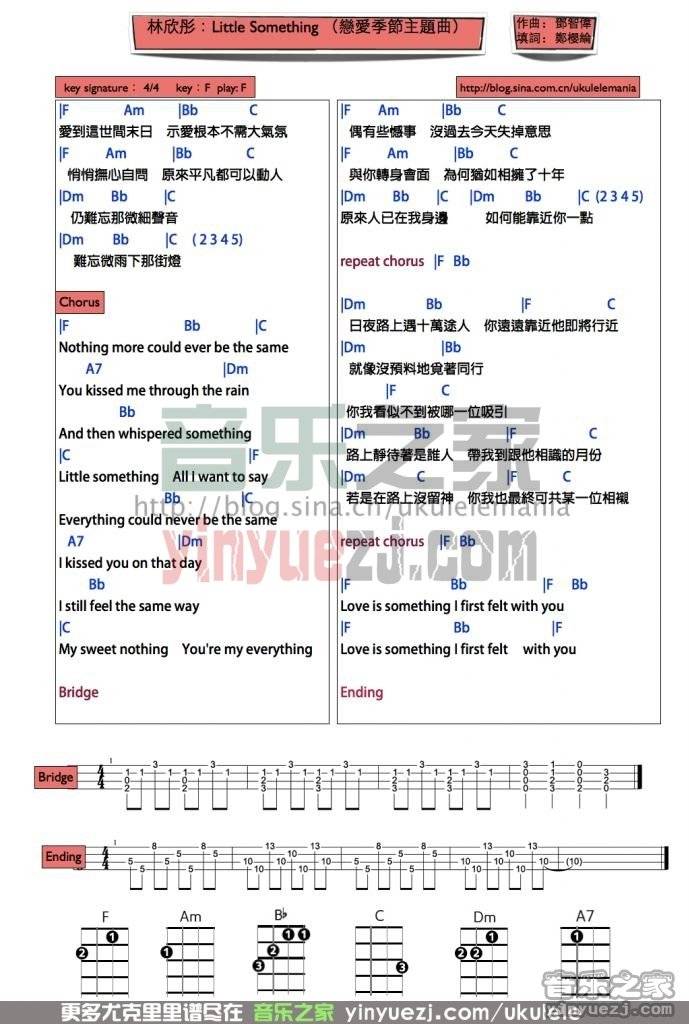 林欣彤：Little Something （戀愛季節主題曲）
作曲：鄧智偉
填詞：鄭櫻綸
key signature： 4/4 key：F play: F
http://blog.sina.com.cn/ukulelemania
|F Am |Bb C
愛到這世間末日 示愛根本不需大氣氛
|F Am |Bb C
悄悄撫心自問 原來平凡都可以動人
|Dm Bb |C
仍難忘那微細聲音
|Dm Bb |C (2 3 4 5)
難忘微雨下那街燈
Chorus
|F Bb |C
Nothing more could ever be the same
A7 |Dm
You kissed me through the rain
Bb
And then whispered something
|C |F
Little something All I want to say
Bb |C
Everything could never be the same
A7 |Dm
I kissed you on that day
Bb
I still feel the same way
|C
My sweet nothing You're my everything
Bridge
|F Am |Bb C
偶有些憾事 沒過去今天失掉意思
|F Am |Bb C
與你轉身會面 為何猶如相擁了十年
|Dm Bb |C |Dm Bb |C (2 3 4 5)
原來人已在我身邊 如何能靠近你一點
repeat chorus |F Bb
|Dm Bb |F C
日夜路上遇十萬途人 你遠遠靠近他即將行近
|Dm |Bb
就像沒預料地竟著同行
|F C
你我看似不到被哪一位吸引
|Dm Bb |F C
路上靜待著是誰人 帶我到跟他相識的月份
|Dm C |F C
若是在路上沒留神 你我也最終可共某一位相襯
repeat chorus |F Bb
|F Bb |F Bb
Love is something I first felt with you
|F Bb |F
Love is something I first felt with you
Ending
音乐之家
http://blog.sina.com.cn/ukulelemania
yinyuezj.com
Bridge
Ending
F Am B♭ C Dm A7
音乐之家
yinyuezj.com
更多尤克里里谱尽在 音乐之家 yinyuezj.com/ukulele